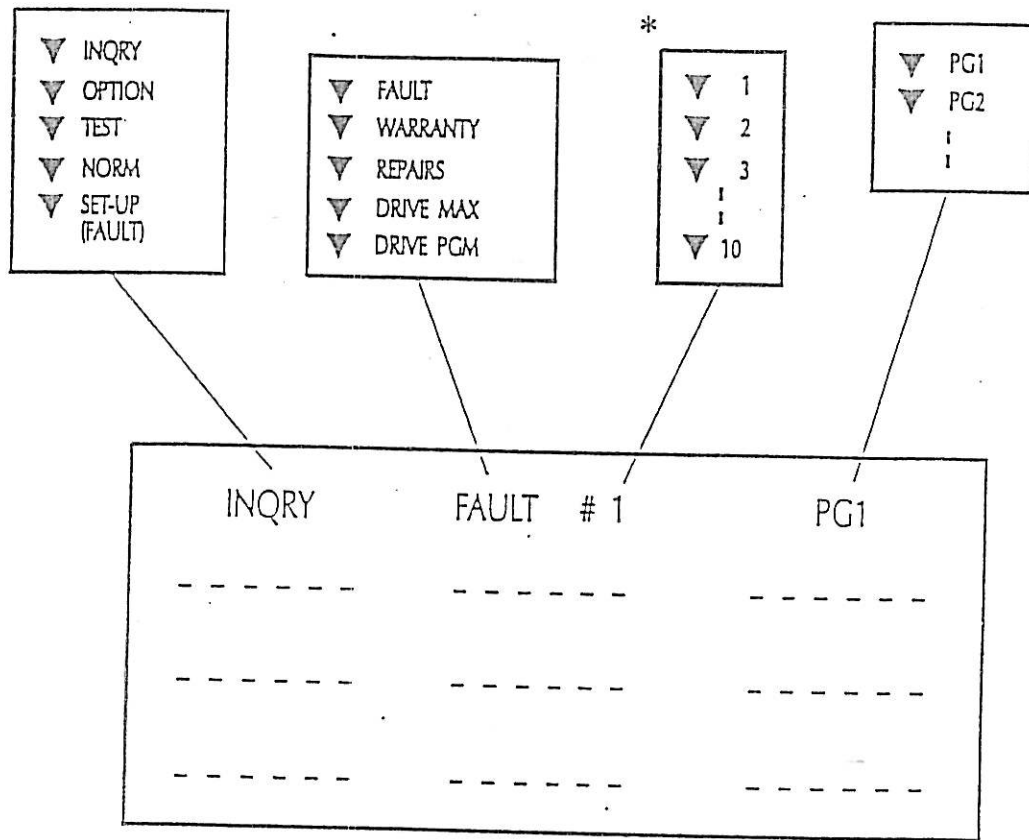 INQRY
OPTION
TEST
NORM
SET-UP
(FAULT)
FAULT
WARRANTY
REPAIRS
DRIVE MAX
DRIVE PGM
*
1
2
3
10
PG1
PG2
INQRY FAULT # 1 PG1
- - - - - - - - - - - - - - - - - -
- - - - - - - - - - - - - - - - - -
- - - - - - - - - - - - - - - - - -